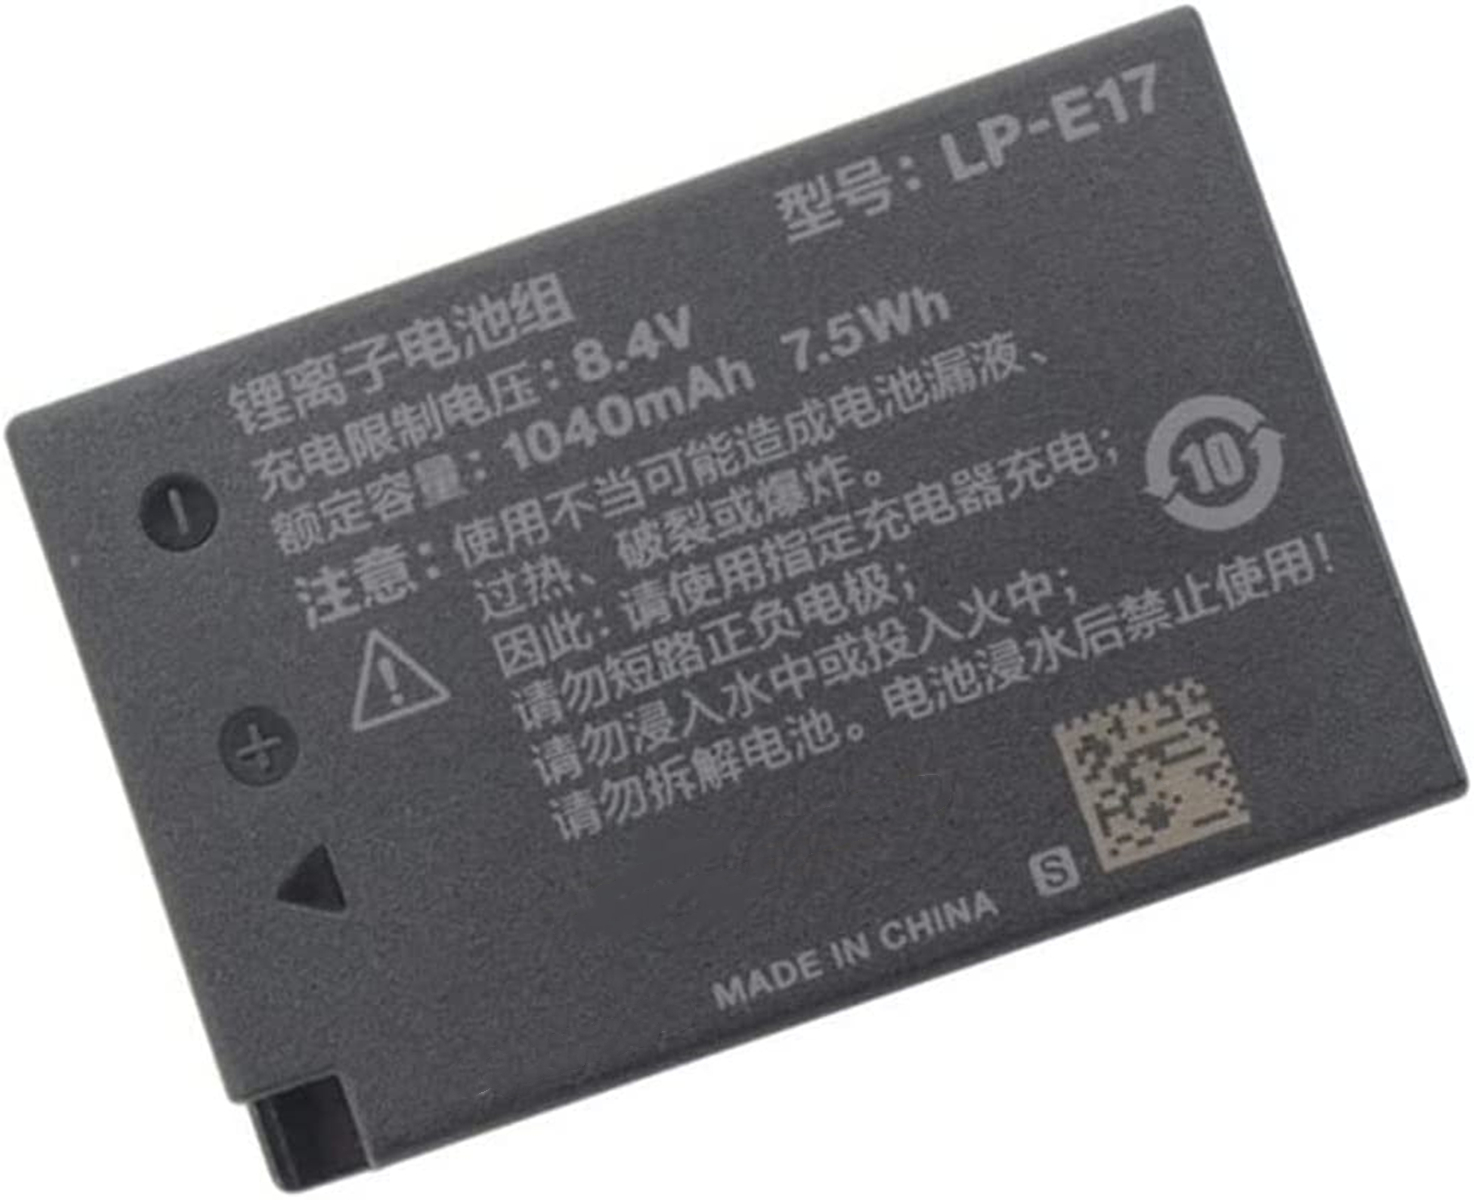 型号：LP-E17
锂离子电池组
充电限制电压：8.4V
额定容量：1040mAh 7.5Wh
注意：使用不当可能造成电池漏液、
过热、破裂或爆炸。
因此：请使用指定充电器充电；
请勿短路正负电极；
请勿浸入水中或投入火中；
请勿拆解电池。电池浸水后禁止使用！
10
S
MADE IN CHINA